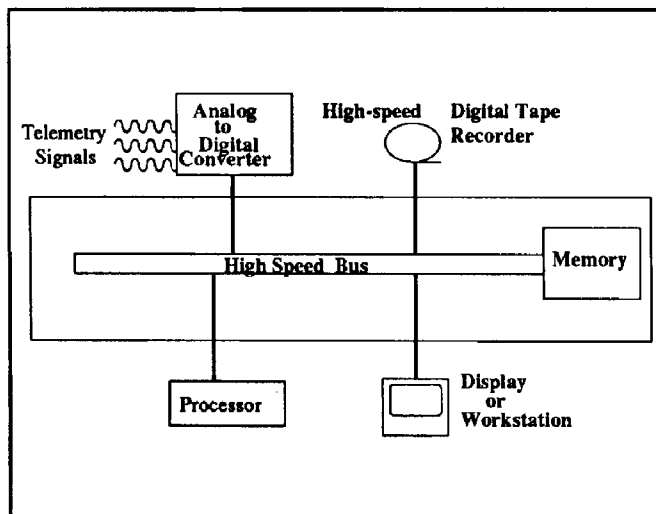 Analog
to
Digital
Converter
Telemetry
Signals
High-speed
Digital Tape
Recorder
High Speed Bus
Memory
Processor
Display
or
Workstation